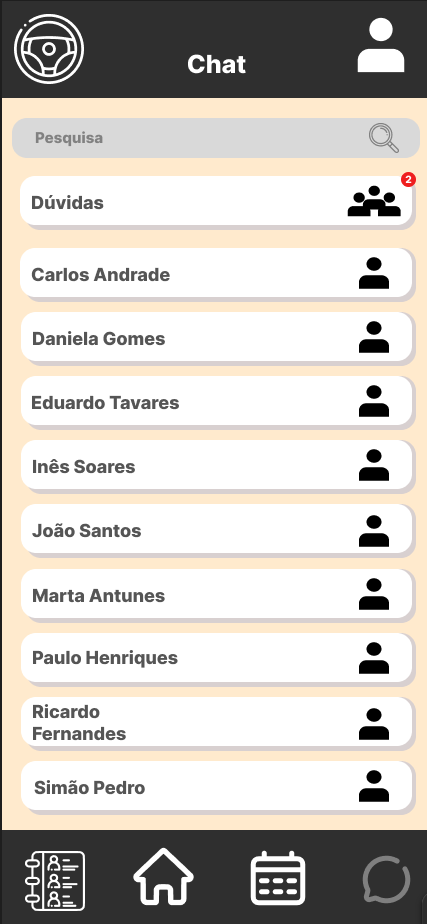 Chat
Pesquisa
2
Dúvidas
Carlos Andrade
Daniela Gomes
Eduardo Tavares
Inês Soares
João Santos
Marta Antunes
Paulo Henriques
Ricardo
Fernandes
Simão Pedro